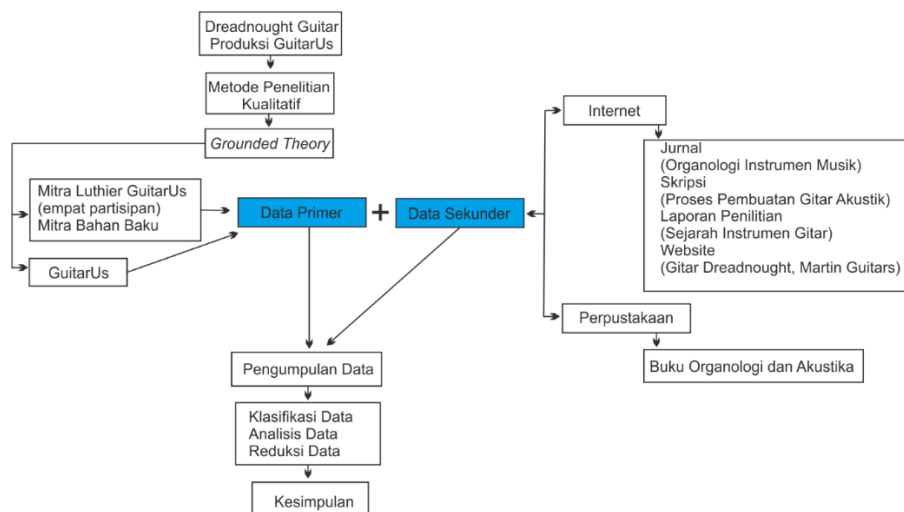 Dreadnought Guitar
Produksi GuitarUs
Metode Penelitian
Kualitatif
Grounded Theory
Mitra Luthier GuitarUs
(empat partisipan)
Mitra Bahan Baku
GuitarUs
Data Primer
+
Data Sekunder
Internet
Jurnal
(Organologi Instrumen Musik)
Skripsi
(Proses Pembuatan Gitar Akustik)
Laporan Penilitian
(Sejarah Instrumen Gitar)
Website
(Gitar Dreadnought, Martin Guitars)
Perpustakaan
Buku Organologi dan Akustika
Pengumpulan Data
Klasifikasi Data
Analisis Data
Reduksi Data
Kesimpulan